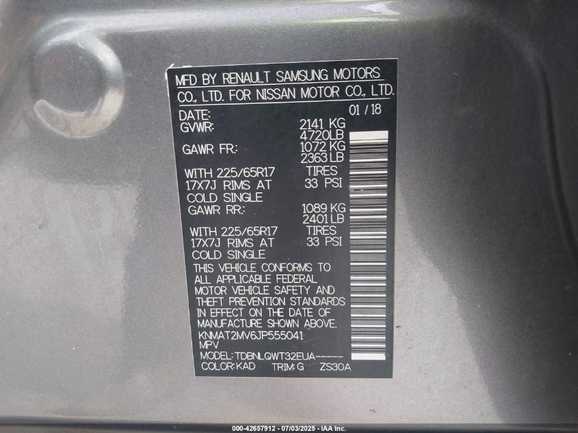 MFD BY RENAULT SAMSUNG MOTORS
CO., LTD. FOR NISSAN MOTOR CO., LTD.
DATE: 01 / 18
GVWR: 2141 KG
4720LB
GAWR FR: 1072 KG
2363 LB
WITH 225/65R17 TIRES
17X7J RIMS AT 33 PSI
COLD SINGLE
GAWR RR: 1089 KG
2401 LB
WITH 225/65R17 TIRES
17X7J RIMS AT 33 PSI
COLD SINGLE
THIS VEHICLE CONFORMS TO
ALL APPLICABLE FEDERAL
MOTOR VEHICLE SAFETY AND
THEFT PREVENTION STANDARDS
IN EFFECT ON THE DATE OF
MANUFACTURE SHOWN ABOVE.
KNMAT2MV6JP555041
MPV
MODEL: TDBNLQWT32EUA-----
COLOR: KAD TRIM: G ZS30A
000-42657912 - 07/03/2025 - IAA Inc.